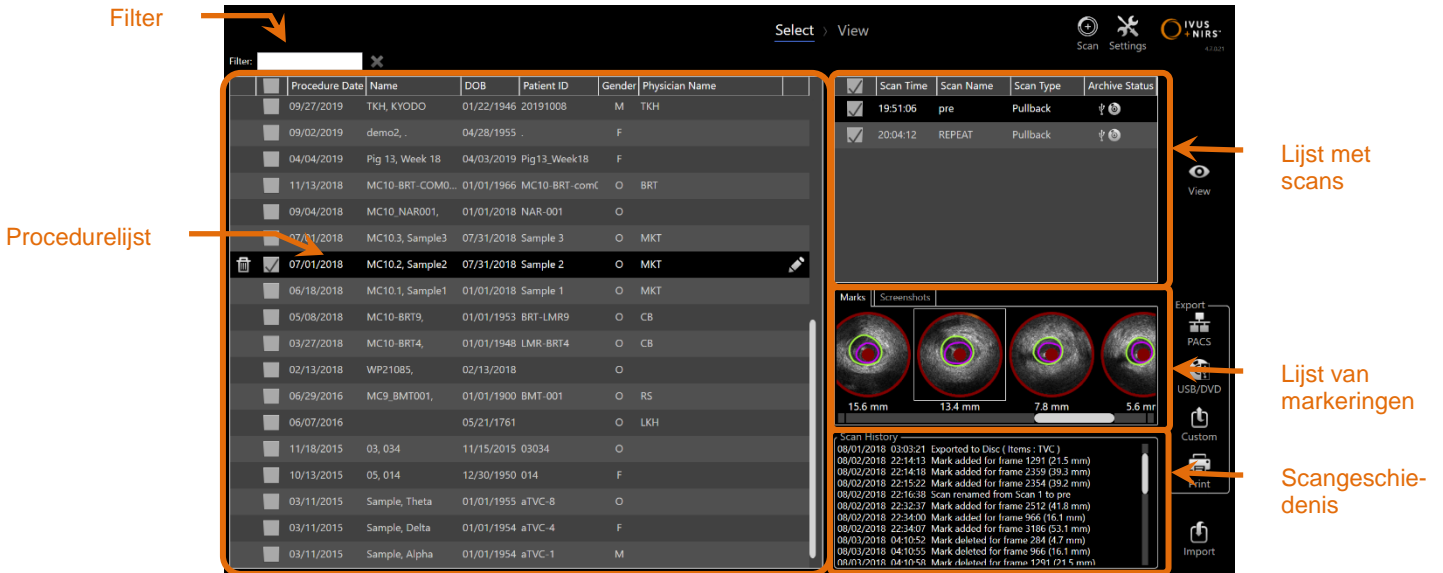 Filter
Select › View
Scan Settings
IVUS
+NIRS
4.7.0.21
Filter:
Procedure Date Name DOB Patient ID Gender Physician Name
09/27/2019 TKH, KYODO 01/22/1946 20191008 M TKH
09/02/2019 demo2, . 04/28/1955 . F
04/04/2019 Pig 13, Week 18 04/03/2019 Pig13_Week18 F
11/13/2018 MC10-BRT-COM0... 01/01/1966 MC10-BRT-com( O BRT
09/04/2018 MC10_NAR001, 01/01/2018 NAR-001 O
07/01/2018 MC10.3, Sample3 07/31/2018 Sample 3 O MKT
07/01/2018 MC10.2, Sample2 07/31/2018 Sample 2 O MKT
06/18/2018 MC10.1, Sample1 01/01/2018 Sample 1 O MKT
05/08/2018 MC10-BRT9, 01/01/1953 BRT-LMR9 O CB
03/27/2018 MC10-BRT4, 01/01/1948 LMR-BRT4 O CB
02/13/2018 WP21085, 02/13/2018 O
06/29/2016 MC9_BMT001, 01/01/1900 BMT-001 O RS
06/07/2016 05/21/1761 O LKH
11/18/2015 03, 034 11/15/2015 03034 O
10/13/2015 05, 014 12/30/1950 014 F
03/11/2015 Sample, Theta 01/01/1955 aTVC-8 O
03/11/2015 Sample, Delta 01/01/1954 aTVC-4 F
03/11/2015 Sample, Alpha 01/01/1954 aTVC-1 M
Procedurelijst
Scan Time Scan Name Scan Type Archive Status
19:51:06 pre Pullback
20:04:12 REPEAT Pullback
Lijst met
scans
View
Marks Screenshots
15.6 mm 13.4 mm 7.8 mm 5.6 mr
Lijst van
markeringen
Export
PACS
USB/DVD
Custom
Print
Import
Scan History
08/01/2018 03:03:21 Exported to Disc ( Items : TVC )
08/02/2018 22:14:13 Mark added for frame 1291 (21.5 mm)
08/02/2018 22:14:18 Mark added for frame 2359 (39.3 mm)
08/02/2018 22:15:22 Mark added for frame 2354 (39.2 mm)
08/02/2018 22:16:38 Scan renamed from Scan 1 to pre
08/02/2018 22:32:37 Mark added for frame 2512 (41.8 mm)
08/02/2018 22:34:00 Mark added for frame 966 (16.1 mm)
08/02/2018 22:34:07 Mark added for frame 3186 (53.1 mm)
08/03/2018 04:10:52 Mark deleted for frame 284 (4.7 mm)
08/03/2018 04:10:55 Mark deleted for frame 966 (16.1 mm)
08/03/2018 04:10:58 Mark deleted for frame 1291 (21.5 mm)
Scangeschie-
denis